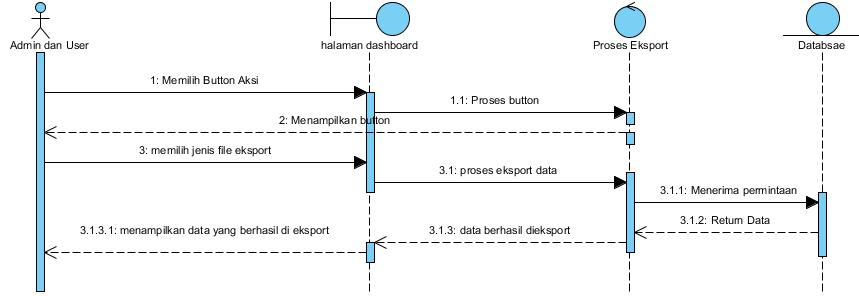 Admin dan User
halaman dashboard
Proses Eksport
Databsae
1: Memilih Button Aksi
1.1: Proses button
2: Menampilkan button
3: memilih jenis file eksport
3.1: proses eksport data
3.1.1: Menerima permintaan
3.1.2: Return Data
3.1.3: data berhasil dieksport
3.1.3.1: menampilkan data yang berhasil di eksport